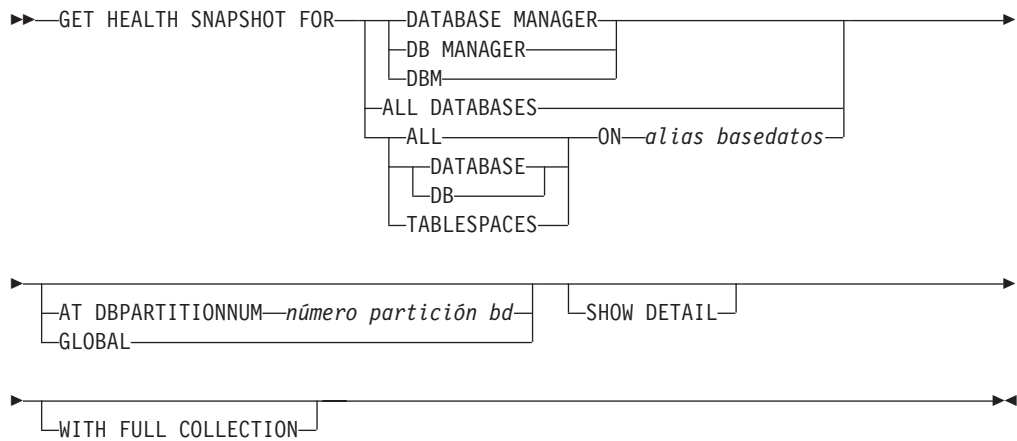 GET HEALTH SNAPSHOT FOR DATABASE MANAGER
DB MANAGER
DBM
ALL DATABASES
ALL ON alias basedatos
DATABASE
DB
TABLESPACES
AT DBPARTITIONNUM número partición bd SHOW DETAIL
GLOBAL
WITH FULL COLLECTION